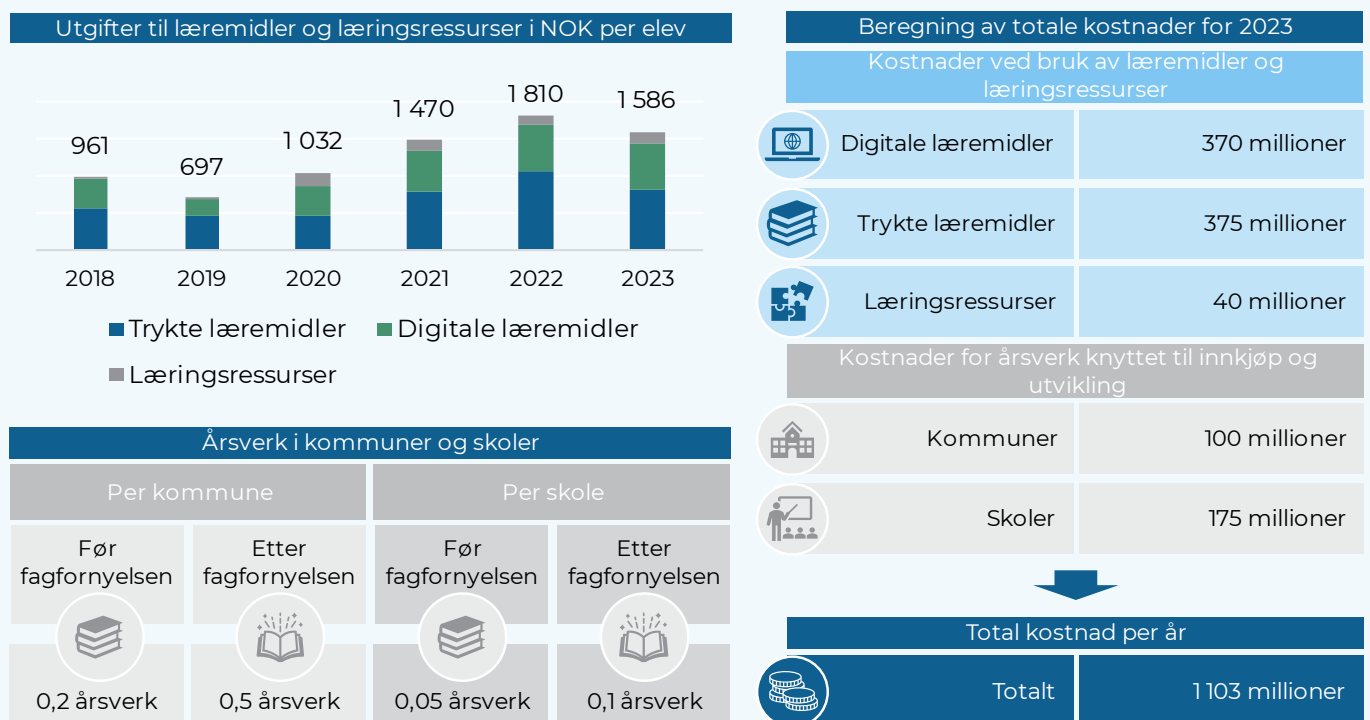 Utgifter til læremidler og læringsressurser i NOK per elev
961
697
1 032
1 470
1 810
1 586
2018
2019
2020
2021
2022
2023
Trykte læremidler
Digitale læremidler
Læringsressurser
Årsverk i kommuner og skoler
Per kommune
Per skole
Før
fagfornyelsen
Etter
fagfornyelsen
Før
fagfornyelsen
Etter
fagfornyelsen
0,2 årsverk
0,5 årsverk
0,05 årsverk
0,1 årsverk
Beregning av totale kostnader for 2023
Kostnader ved bruk av læremidler og
læringsressurser
Digitale læremidler
370 millioner
Trykte læremidler
375 millioner
Læringsressurser
40 millioner
Kostnader for årsverk knyttet til innkjøp og
utvikling
Kommuner
100 millioner
Skoler
175 millioner
Total kostnad per år
Totalt
1 103 millioner